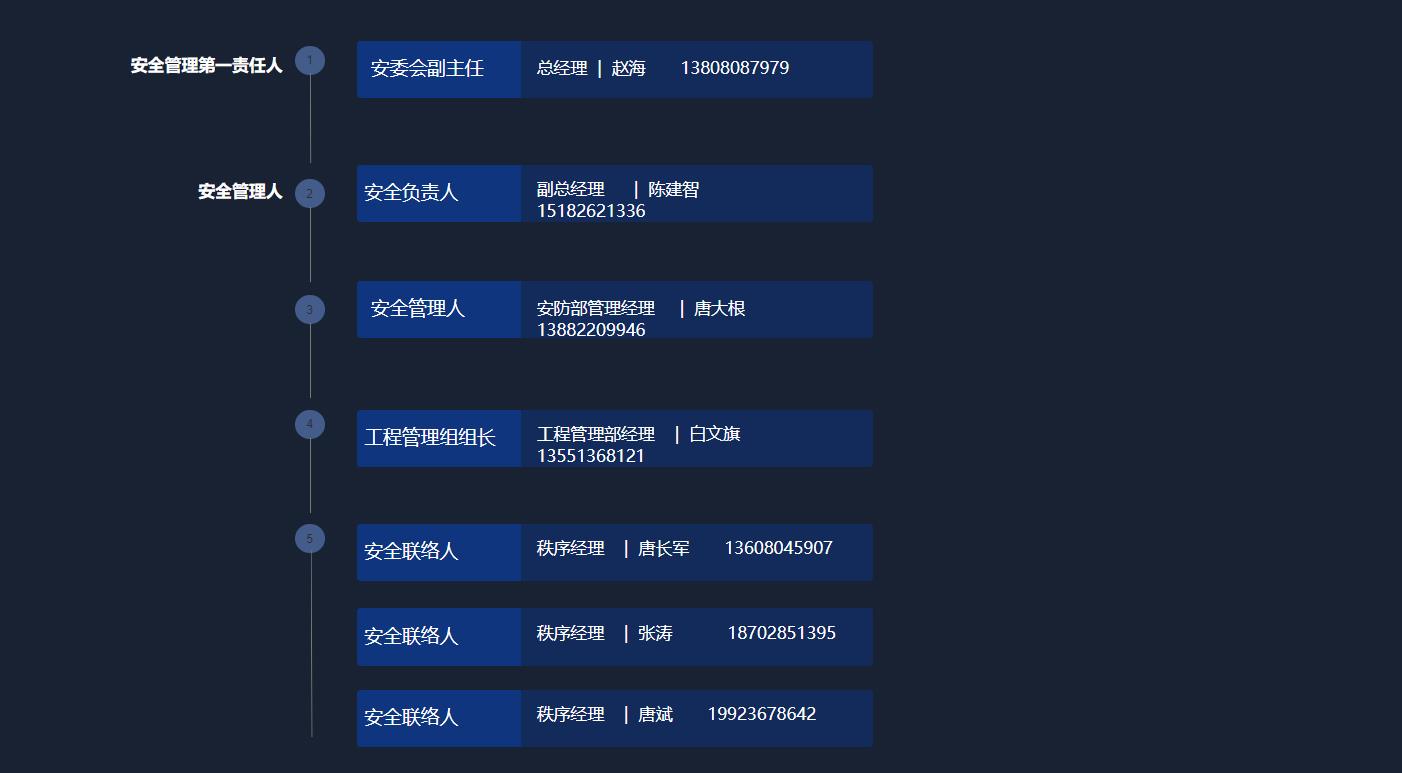 安全管理第一责任人 1 安委会副主任 总经理 | 赵海 13808087979
安全管理人 2 安全负责人 副总经理 | 陈建智
15182621336
3 安全管理人 安防部管理经理 | 唐大根
13882209946
4 工程管理组组长 工程管理部经理 | 白文旗
13551368121
5 安全联络人 秩序经理 | 唐长军 13608045907
安全联络人 秩序经理 | 张涛 18702851395
安全联络人 秩序经理 | 唐斌 19923678642